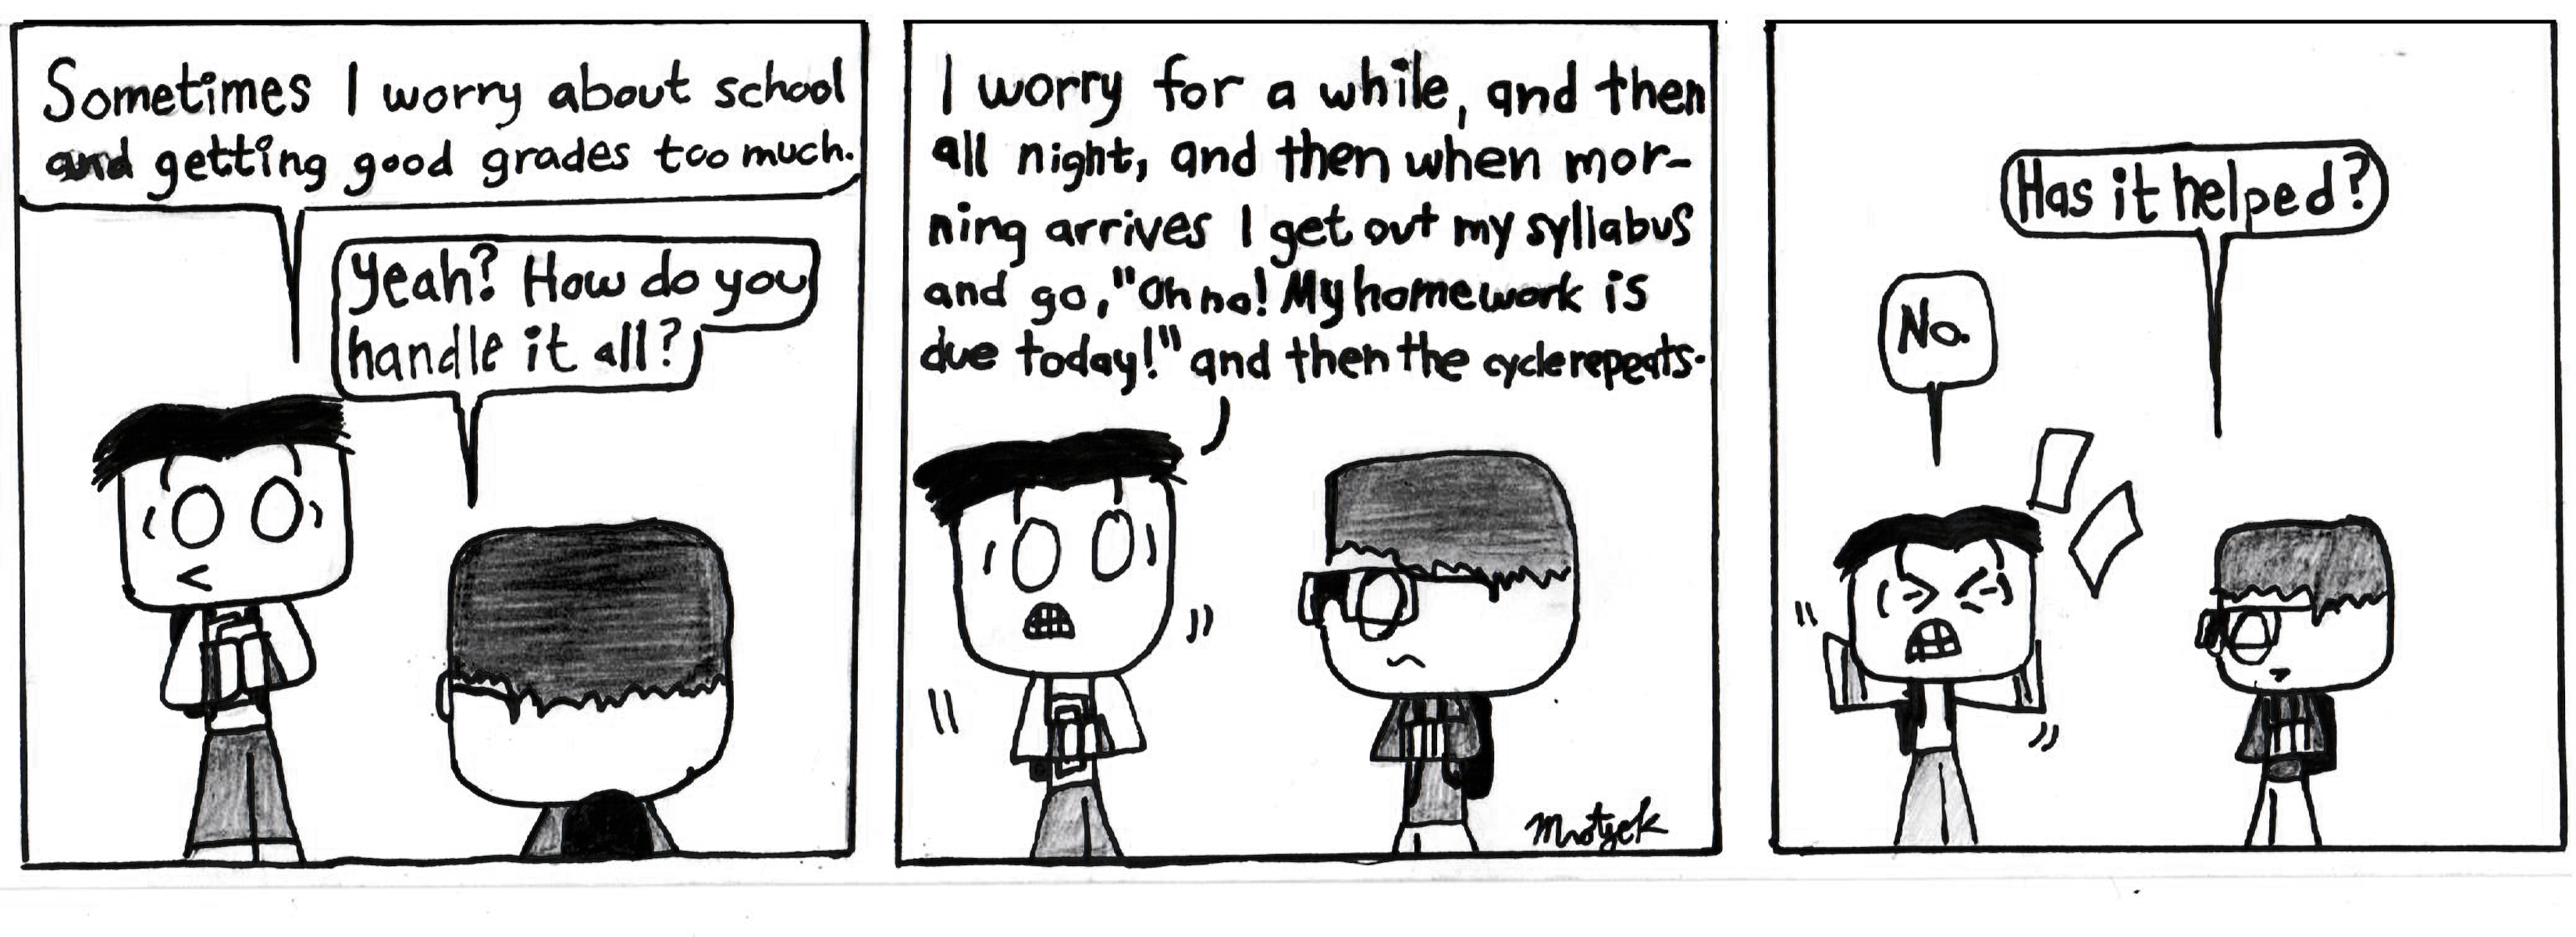 Sometimes I worry about school
and getting good grades too much.
Yeah? How do you
handle it all?
I worry for a while, and then
all night, and then when mor-
ning arrives I get out my syllabus
and go, "Oh no! My homework is
due today!" and then the cycle repeats.
Mrotzek
Has it helped?
No.